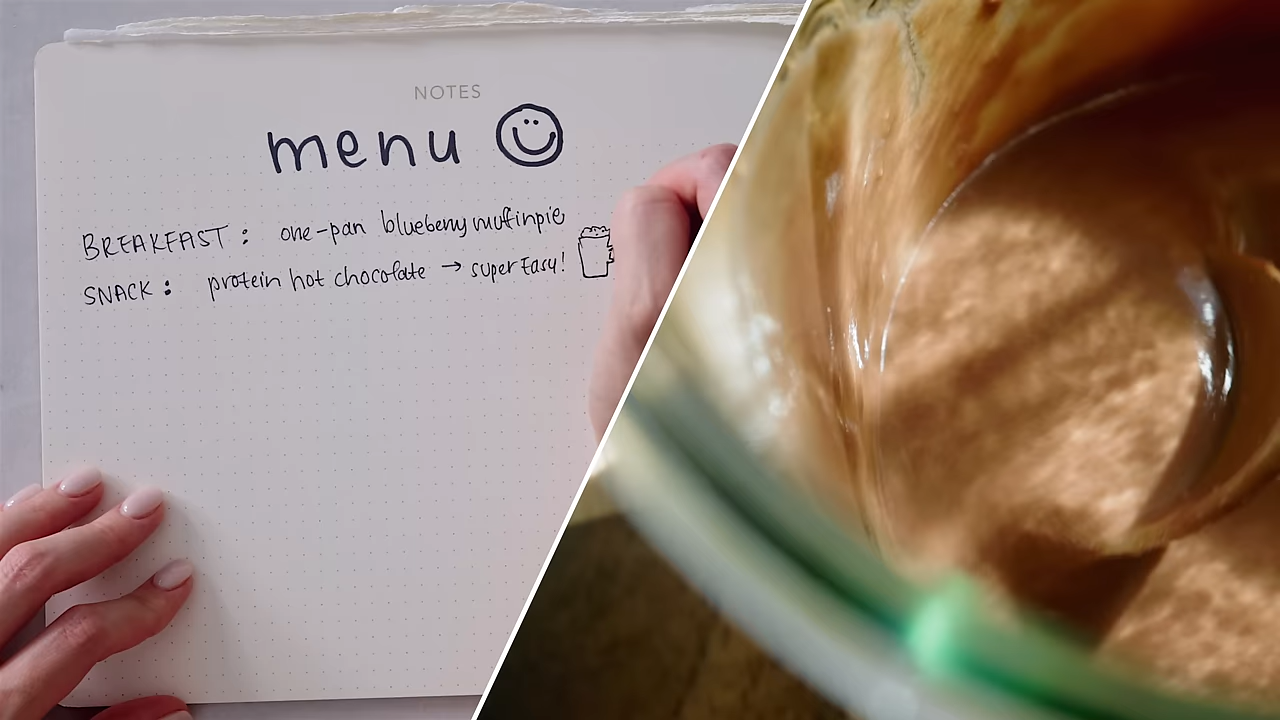 NOTES
menu
BREAKFAST: one-pan blueberry muffin pie
SNACK: protein hot chocolate → super Easy!